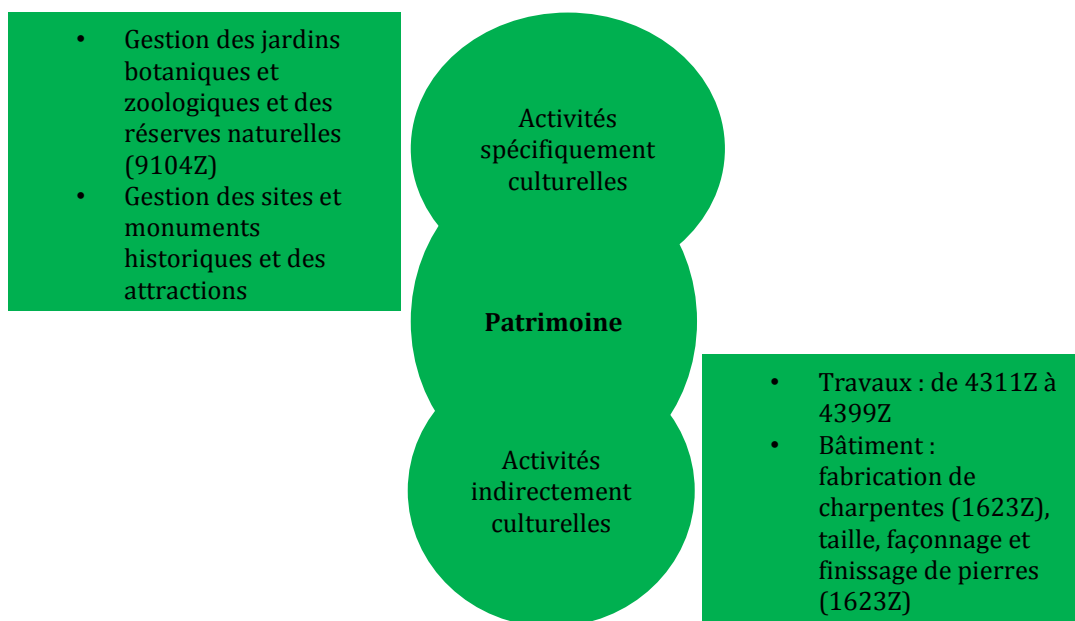 • Gestion des jardins
botaniques et
zoologiques et des
réserves naturelles
(9104Z)
• Gestion des sites et
monuments
historiques et des
attractions
Activités
spécifiquement
culturelles
Patrimoine
Activités
indirectement
culturelles
• Travaux : de 4311Z à
4399Z
• Bâtiment :
fabrication de
charpentes (1623Z),
taille, façonnage et
finissage de pierres
(1623Z)